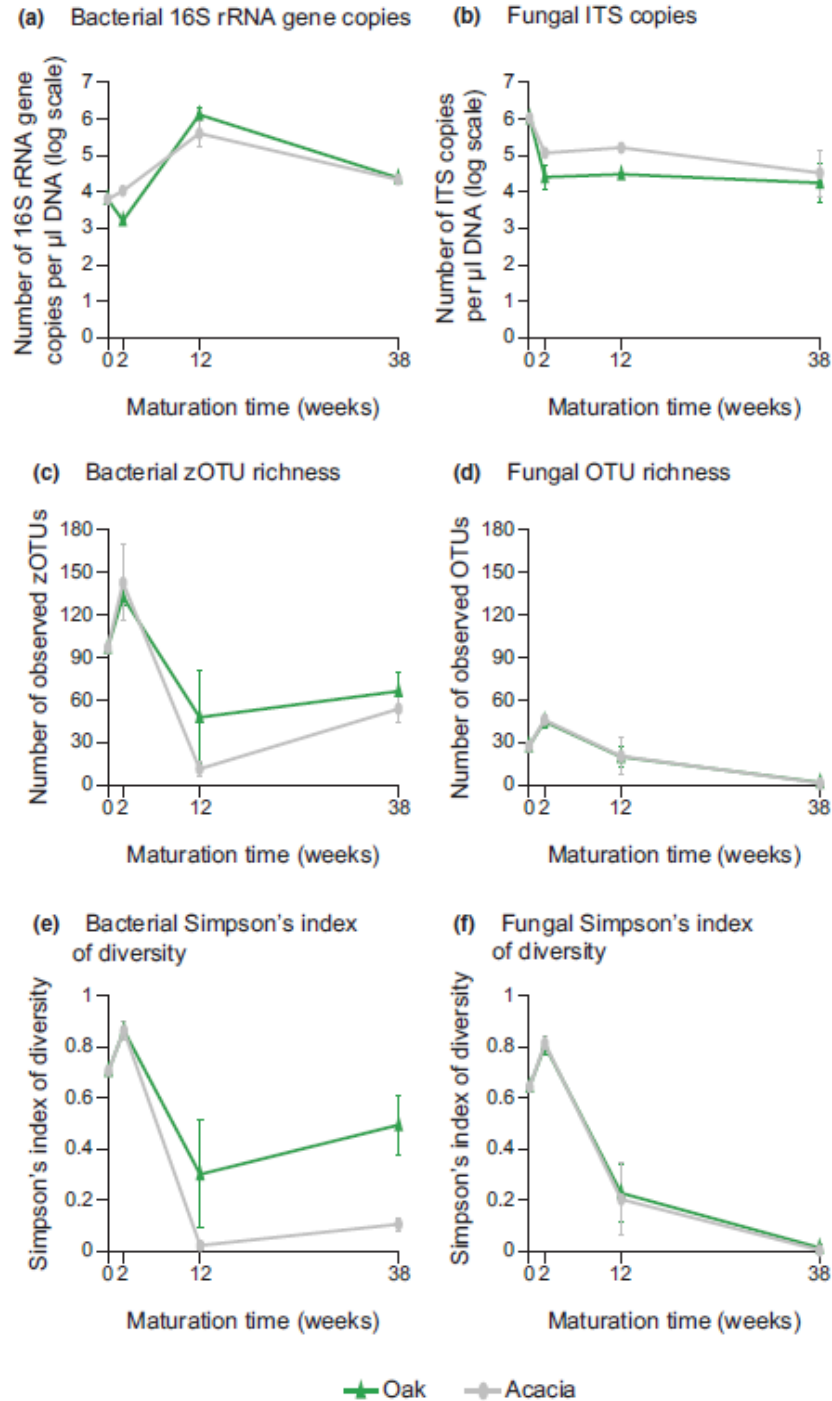 (a) Bacterial 16S rRNA gene copies
Number of 16S rRNA gene
copies per µl DNA (log scale)
7
6
5
4
3
2
1
0
0 2 12 38
Maturation time (weeks)
(b) Fungal ITS copies
Number of ITS copies
per µl DNA (log scale)
7
6
5
4
3
2
1
0
0 2 12 38
Maturation time (weeks)
(c) Bacterial zOTU richness
Number of observed zOTUs
180
150
120
90
60
30
0
0 2 12 38
Maturation time (weeks)
(d) Fungal OTU richness
Number of observed OTUs
180
150
120
90
60
30
0
0 2 12 38
Maturation time (weeks)
(e) Bacterial Simpson's index
of diversity
Simpson's index of diversity
1
0.8
0.6
0.4
0.2
0
0 2 12 38
Maturation time (weeks)
(f) Fungal Simpson's index
of diversity
Simpson's index of diversity
1
0.8
0.6
0.4
0.2
0
0 2 12 38
Maturation time (weeks)
Oak Acacia